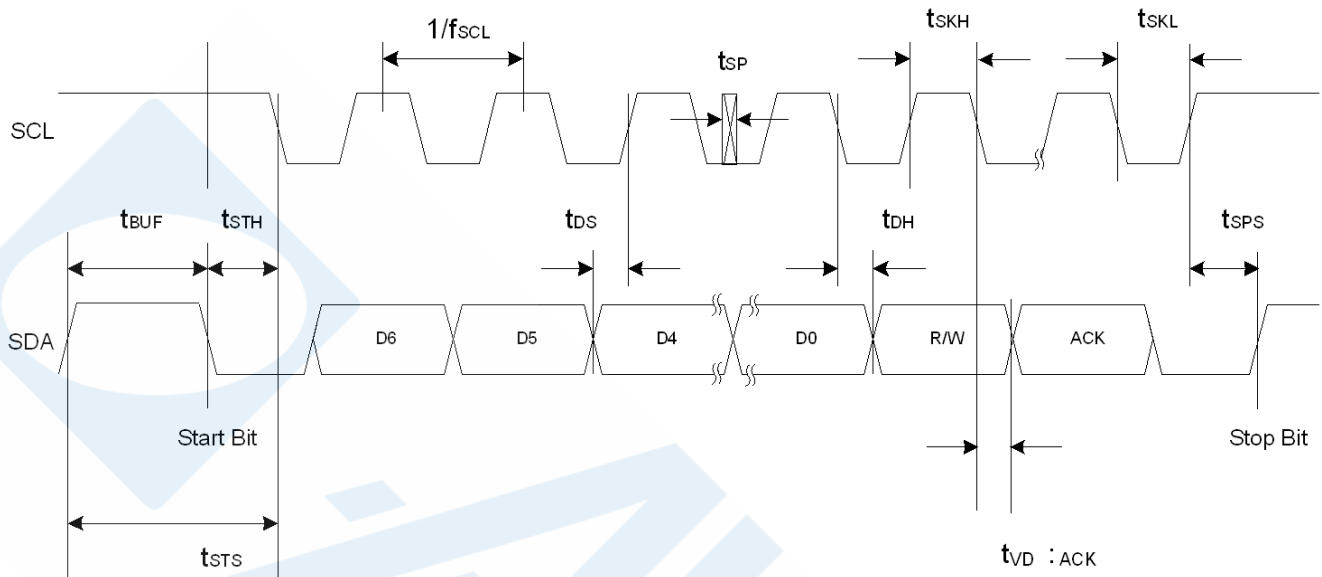 tSKH tSKL
1/fSCL
tSP
SCL
tBUF tSTH tDS tDH tSPS
SDA D6 D5 D4 D0 R/W ACK
Start Bit Stop Bit
tSTS tVD :ACK